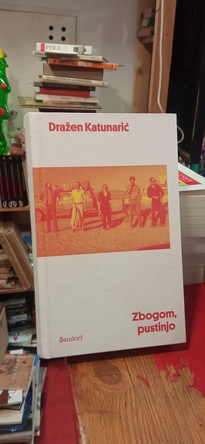 Dražen Katunarić
Zbogom,
pustinjo
Sandorf